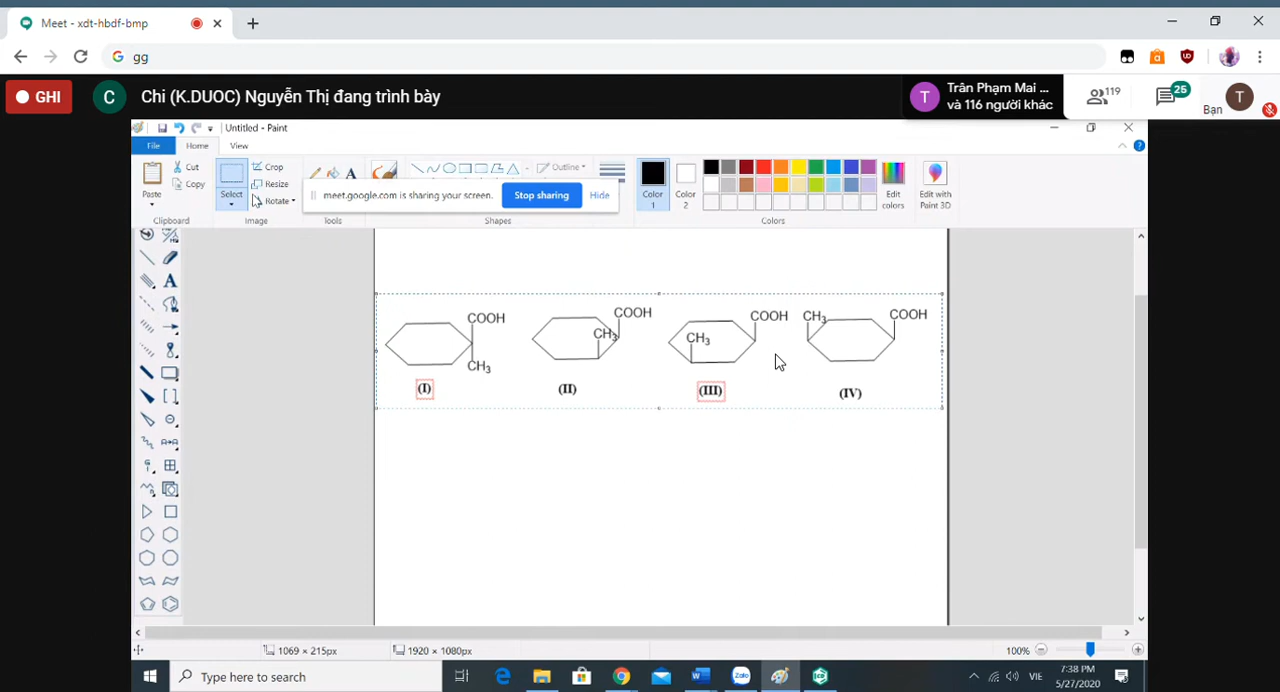 Meet - xdt-hbdf-bmp
gg
GHI
C
Chi (K.DUOC) Nguyễn Thị đang trình bày
T
Trân Phạm Mai ...
và 116 người khác
119
25
Bạn
T
Untitled - Paint
File
Home
View
Paste
Cut
Copy
Clipboard
Select
Crop
Resize
Rotate
Image
A
Tools
meet.google.com is sharing your screen.
Stop sharing
Hide
Outline
Shapes
Color
1
Color
2
Edit
colors
Edit with
Paint 3D
Colors
A
COOH
CH3
(I)
COOH
CH3
(II)
COOH
CH3
(III)
CH3
COOH
(IV)
1069 × 215px
1920 × 1080px
100%
Type here to search
Zalo
VIE
7:38 PM
5/27/2020